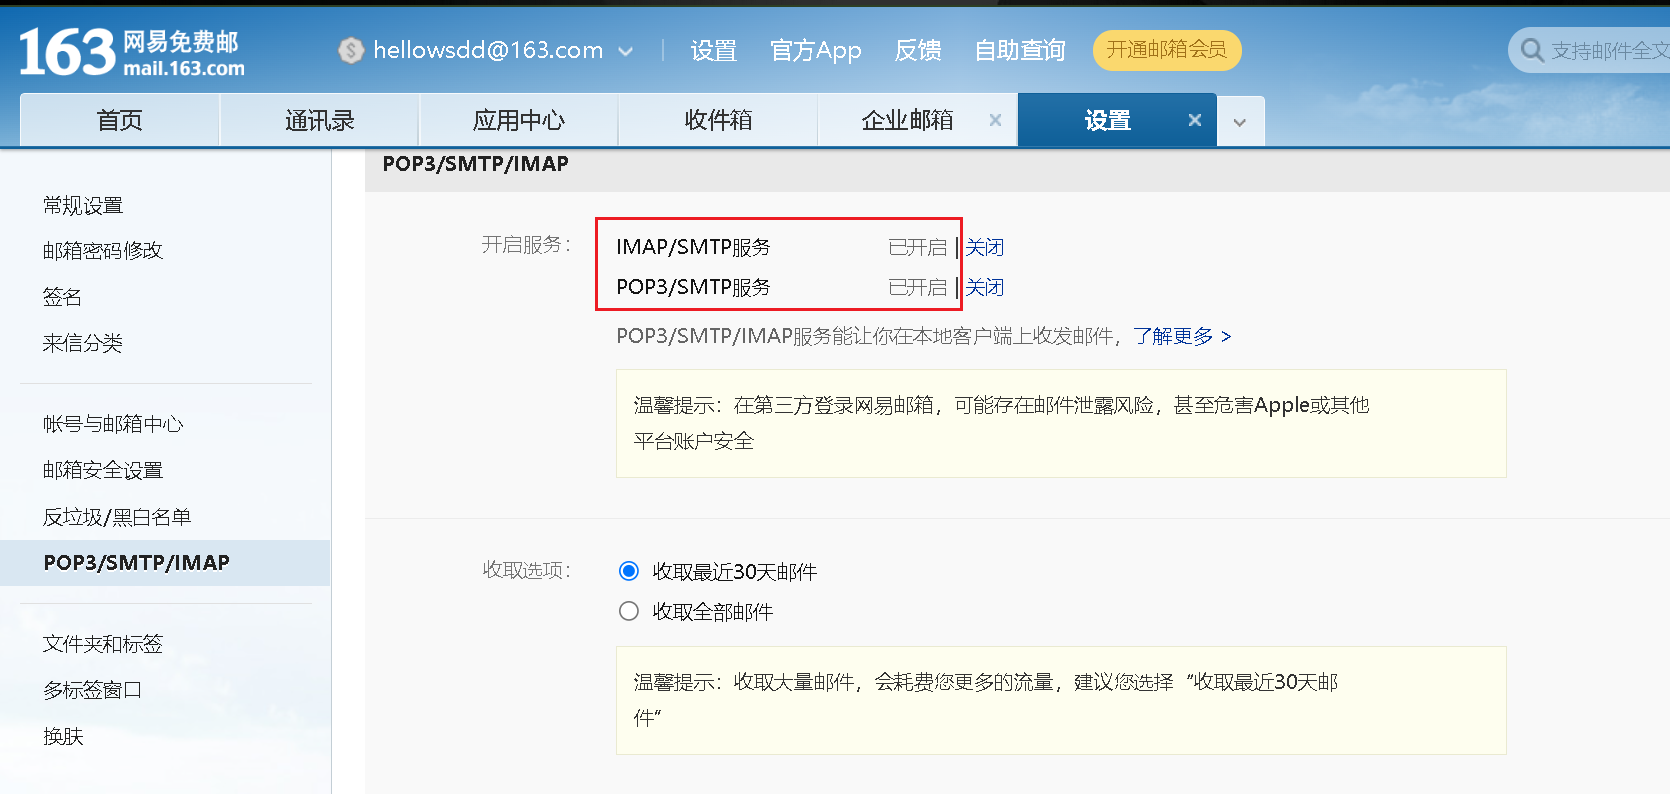 163 网易免费邮
mail.163.com
hellowsdd@163.com
设置 官方App 反馈 自助查询 开通邮箱会员
支持邮件全文
首页 通讯录 应用中心 收件箱 企业邮箱 设置
常规设置
邮箱密码修改
签名
来信分类
帐号与邮箱中心
邮箱安全设置
反垃圾/黑白名单
POP3/SMTP/IMAP
文件夹和标签
多标签窗口
换肤
POP3/SMTP/IMAP
开启服务： IMAP/SMTP服务 已开启 | 关闭
POP3/SMTP服务 已开启 | 关闭
POP3/SMTP/IMAP服务能让你在本地客户端上收发邮件，了解更多 >
温馨提示：在第三方登录网易邮箱，可能存在邮件泄露风险，甚至危害Apple或其他
平台账户安全
收取选项： 收取最近30天邮件
收取全部邮件
温馨提示：收取大量邮件，会耗费您更多的流量，建议您选择 “收取最近30天邮
件”